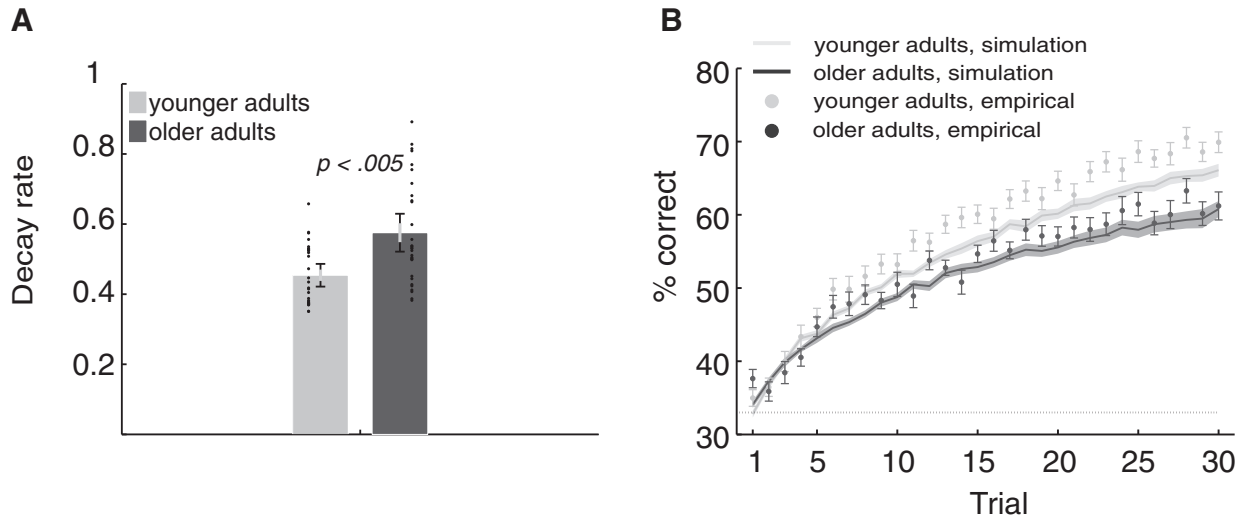 A
1
younger adults
older adults
0.8
p < .005
0.6
0.4
0.2
Decay rate
B
younger adults, simulation
older adults, simulation
younger adults, empirical
older adults, empirical
80
70
60
50
40
30
% correct
1 5 10 15 20 25 30
Trial